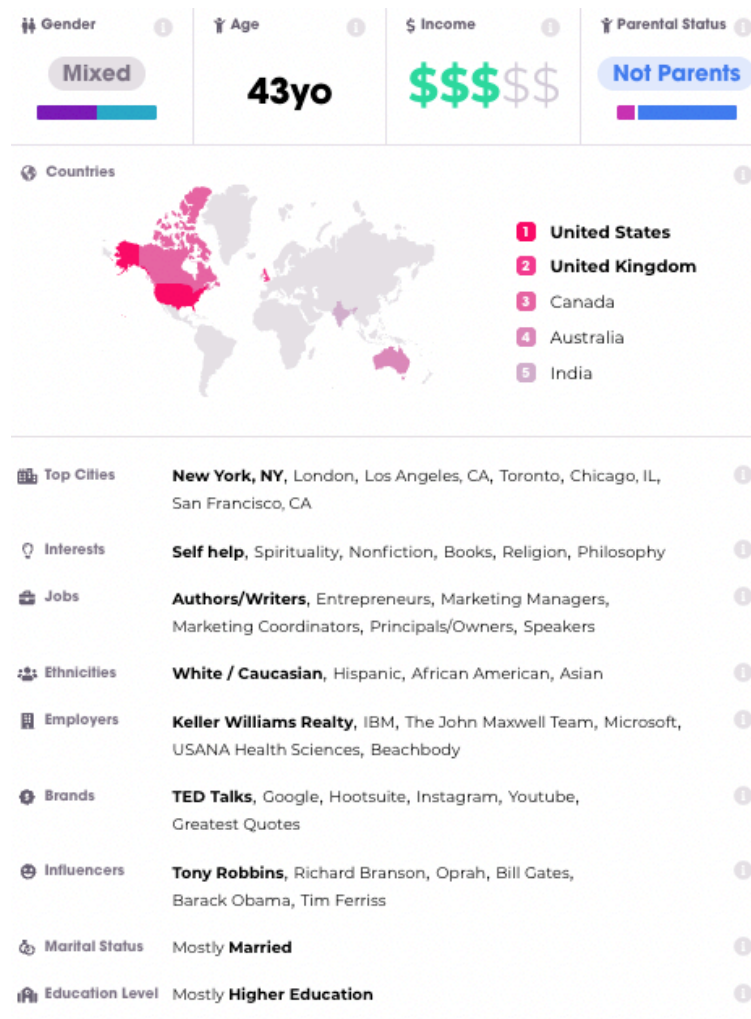 Gender
Age
$ Income
Parental Status
Mixed
43yo
$$$$$
Not Parents
Countries
1 United States
2 United Kingdom
3 Canada
4 Australia
5 India
Top Cities
New York, NY, London, Los Angeles, CA, Toronto, Chicago, IL,
San Francisco, CA
Interests
Self help, Spirituality, Nonfiction, Books, Religion, Philosophy
Jobs
Authors/Writers, Entrepreneurs, Marketing Managers,
Marketing Coordinators, Principals/Owners, Speakers
Ethnicities
White / Caucasian, Hispanic, African American, Asian
Employers
Keller Williams Realty, IBM, The John Maxwell Team, Microsoft,
USANA Health Sciences, Beachbody
Brands
TED Talks, Google, Hootsuite, Instagram, Youtube,
Greatest Quotes
Influencers
Tony Robbins, Richard Branson, Oprah, Bill Gates,
Barack Obama, Tim Ferriss
Marital Status
Mostly Married
Education Level
Mostly Higher Education